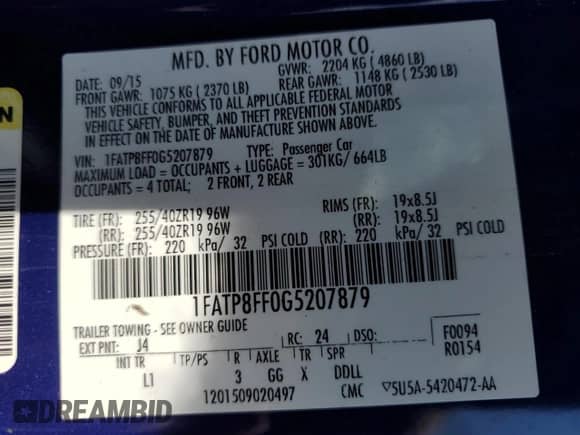 MFD. BY FORD MOTOR CO.
DATE: 09/15 GVWR: 2204 KG ( 4860 LB)
FRONT GAWR: 1075 KG ( 2370 LB) REAR GAWR: 1148 KG ( 2530 LB)
THIS VEHICLE CONFORMS TO ALL APPLICABLE FEDERAL MOTOR
VEHICLE SAFETY, BUMPER, AND THEFT PREVENTION STANDARDS
IN EFFECT ON THE DATE OF MANUFACTURE SHOWN ABOVE.
VIN: 1FATP8FF0G5207879 TYPE: Passenger Car
MAXIMUM LOAD = OCCUPANTS + LUGGAGE = 301KG/ 664LB
OCCUPANTS = 4 TOTAL; 2 FRONT, 2 REAR
TIRE (FR): 255/40ZR19 96W RIMS (FR): 19x8.5J
(RR): 255/40ZR19 96W (RR): 19x8.5J
PRESSURE (FR): 220 kPa/ 32 PSI COLD (RR): 220 kPa/ 32 PSI COLD
1FATP8FF0G5207879
TRAILER TOWING - SEE OWNER GUIDE
EXT PNT: J4 RC: 24 DSO: F0094
R0154
INT TR TP/PS R AXLE TR SPR
L1 3 GG X DDLL
1201509020497 CMC ▽5U5A-5420472-AA
N
DREAMBID